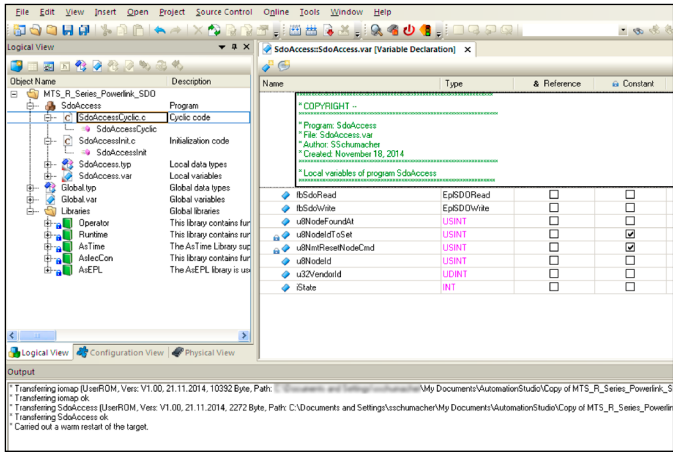 File Edit View Insert Open Project Source Control Online Tools Window Help
Logical View
SdoAccess::SdoAccess.var [Variable Declaration]
Object Name Description
MTS_R_Series_Powerlink_SDO
SdoAccess Program
SdoAccessCyclic.c Cyclic code
SdoAccessCyclic
SdoAccessInit.c Initialization code
SdoAccessInit
SdoAccess.typ Local data types
SdoAccess.var Local variables
Global.typ Global data types
Global.var Global variables
Libraries Global libraries
Operator This library contains fun
Runtime This library contains fun
AsTime The AsTime Library sup
AsIecCon This library contains fun
AsEPL The AsEPL library is use
Logical View Configuration View Physical View
Name Type & Reference Constant
* COPYRIGHT --
* Program: SdoAccess
* File: SdoAccess.var
* Author: SSchumacher
* Created: November 18, 2014
* Local variables of program SdoAccess
fbSdoRead EplSDORead
fbSdoWrite EplSDOWrite
u8NodeFoundAt USINT
u8NodeIdToSet USINT
u8NmtResetNodeCmd USINT
u8NodeId USINT
u32VendorId UDINT
iState INT
Output
* Transferring iomap (UserROM, Vers: V1.00, 21.11.2014, 10392 Byte, Path: \My Documents\AutomationStudio\Copy of MTS_R_Series_Powerlink_S
* Transferring iomap ok
* Transferring SdoAccess (UserROM, Vers: V1.00, 21.11.2014, 2272 Byte, Path: C:\Documents and Settings\sschumacher\My Documents\AutomationStudio\Copy of MTS_R_Series_Powerlin
* Transferring SdoAccess ok
* Carried out a warm restart of the target.